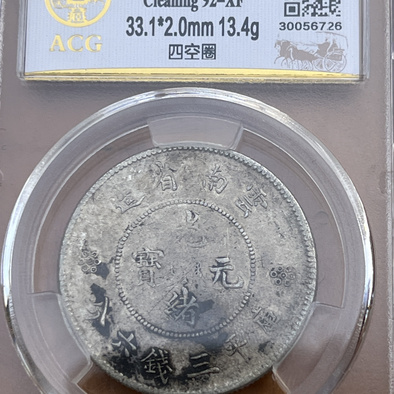 Cleaning 92-XF
ACG
33.1*2.0mm 13.4g
30056726
四空圈
雲南省造
光緒元寶
庫平三錢六分